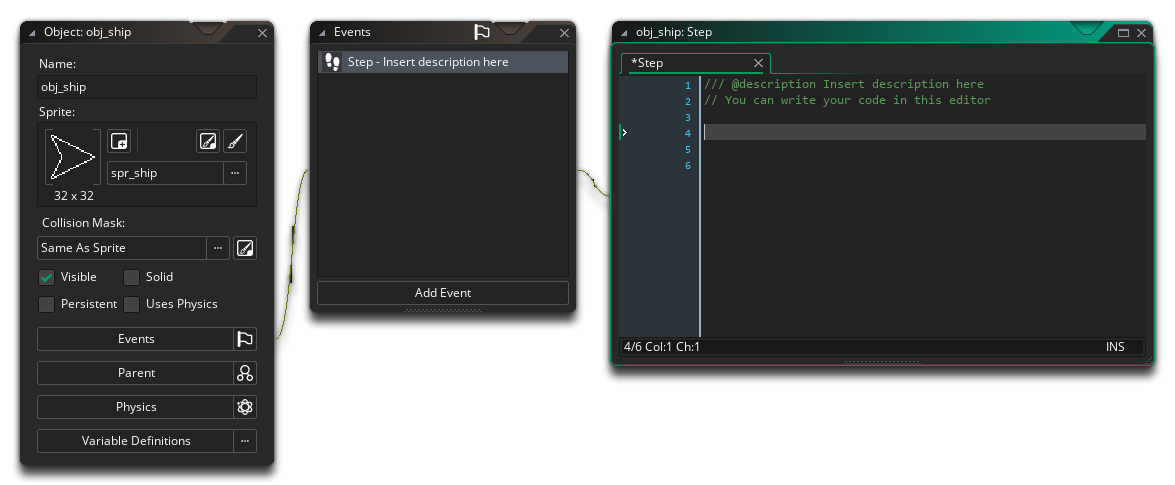 Object: obj_ship
Name:
obj_ship
Sprite:
spr_ship
...
32 x 32
Collision Mask:
Same As Sprite
...
Visible
Solid
Persistent
Uses Physics
Events
Parent
Physics
Variable Definitions
...
Events
Step - Insert description here
Add Event
obj_ship: Step
*Step
1 /// @description Insert description here
2 // You can write your code in this editor
3
4
5
6
4/6 Col:1 Ch:1
INS